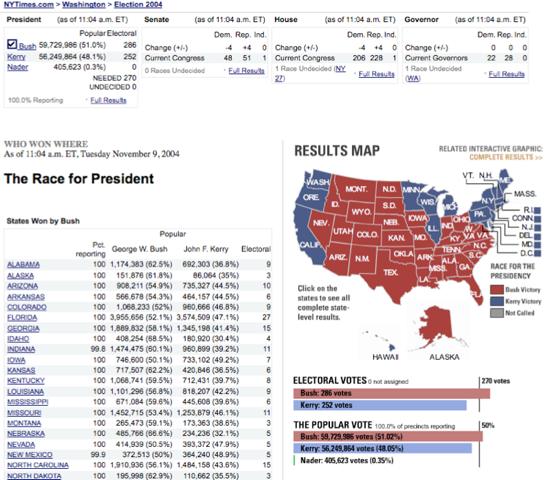 NYTimes.com > Washington > Election 2004
President (as of 11:04 a.m. ET) Senate (as of 11:04 a.m. ET) House (as of 11:04 a.m. ET) Governor (as of 11:04 a.m. ET)
Popular Electoral Dem. Rep. Ind. Dem. Rep. Ind. Dem. Rep. Ind.
Bush 59,729,986 (51.0%) 286 Change (+/-) -4 +4 0 Change (+/-) -4 +4 0 Change (+/-) 0 0 0
Kerry 56,249,864 (48.1%) 252 Current Congress 48 51 1 Current Congress 206 228 1 Current Governors 22 28 0
Nader 405,623 (0.3%) 0 0 Races Undecided · Full Results 1 Race Undecided (NY 27) · Full Results 1 Race Undecided (WA) · Full Results
NEEDED 270
UNDECIDED 0
100.0% Reporting · Full Results
WHO WON WHERE
As of 11:04 a.m. ET, Tuesday November 9, 2004
The Race for President
States Won by Bush
Popular
Pct. reporting George W. Bush John F. Kerry Electoral
ALABAMA 100 1,174,383 (62.5%) 692,303 (36.8%) 9
ALASKA 100 151,876 (61.8%) 86,064 (35%) 3
ARIZONA 100 908,211 (54.9%) 735,327 (44.5%) 10
ARKANSAS 100 566,678 (54.3%) 464,157 (44.5%) 6
COLORADO 100 1,068,233 (52%) 960,666 (46.8%) 9
FLORIDA 100 3,955,656 (52.1%) 3,574,509 (47.1%) 27
GEORGIA 100 1,889,832 (58.1%) 1,345,198 (41.4%) 15
IDAHO 100 408,254 (68.5%) 180,920 (30.4%) 4
INDIANA 99.8 1,474,475 (60.1%) 960,899 (39.2%) 11
IOWA 100 746,600 (50.1%) 733,102 (49.2%) 7
KANSAS 100 717,507 (62.2%) 420,846 (36.5%) 6
KENTUCKY 100 1,068,741 (59.5%) 712,431 (39.7%) 8
LOUISIANA 100 1,101,296 (56.8%) 818,207 (42.2%) 9
MISSISSIPPI 100 671,084 (59.6%) 445,608 (39.6%) 6
MISSOURI 100 1,452,715 (53.4%) 1,253,879 (46.1%) 11
MONTANA 100 265,473 (59.1%) 173,363 (38.6%) 3
NEBRASKA 100 485,766 (66.6%) 234,236 (32.1%) 5
NEVADA 100 414,939 (50.5%) 393,372 (47.9%) 5
NEW MEXICO 99.9 372,513 (50%) 364,240 (48.9%) 5
NORTH CAROLINA 100 1,910,936 (56.1%) 1,484,158 (43.6%) 15
NORTH DAKOTA 100 195,998 (62.9%) 110,662 (35.5%) 3
RESULTS MAP
RELATED INTERACTIVE GRAPHIC:
COMPLETE RESULTS >>
VT. N.H. ME.
WASH. MONT. N.D. MINN. MASS.
ORE. ID. WYO. S.D. WIS. MICH. N.Y. R.I.
NEV. UTAH COLO. NEB. IOWA ILL. IND. OHIO PA. CONN.
CALIF. KAN. MO. KY. W.VA. VA. N.J.
ARIZ. N.M. OKLA. ARK. TENN. N.C. DEL.
TEX. LA. MISS. ALA. GA. S.C. MD.
FLA. D.C.
Click on the
states to see all
complete state-
level results.
HAWAII ALASKA
RACE FOR THE
PRESIDENCY
Bush Victory
Kerry Victory
Not Called
ELECTORAL VOTES 0 not assigned 270 votes
Bush: 286 votes
Kerry: 252 votes
THE POPULAR VOTE 100.0% of precincts reporting 50%
Bush: 59,729,986 votes (51.02%)
Kerry: 56,249,864 votes (48.05%)
Nader: 405,623 votes (0.35%)